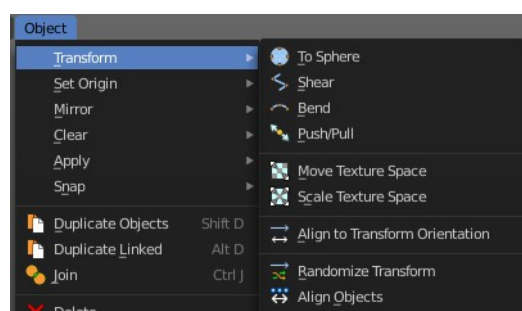 Object
Transform
Set Origin
Mirror
Clear
Apply
Snap
Duplicate Objects Shift D
Duplicate Linked Alt D
Join Ctrl J
Delete
To Sphere
Shear
Bend
Push/Pull
Move Texture Space
Scale Texture Space
Align to Transform Orientation
Randomize Transform
Align Objects